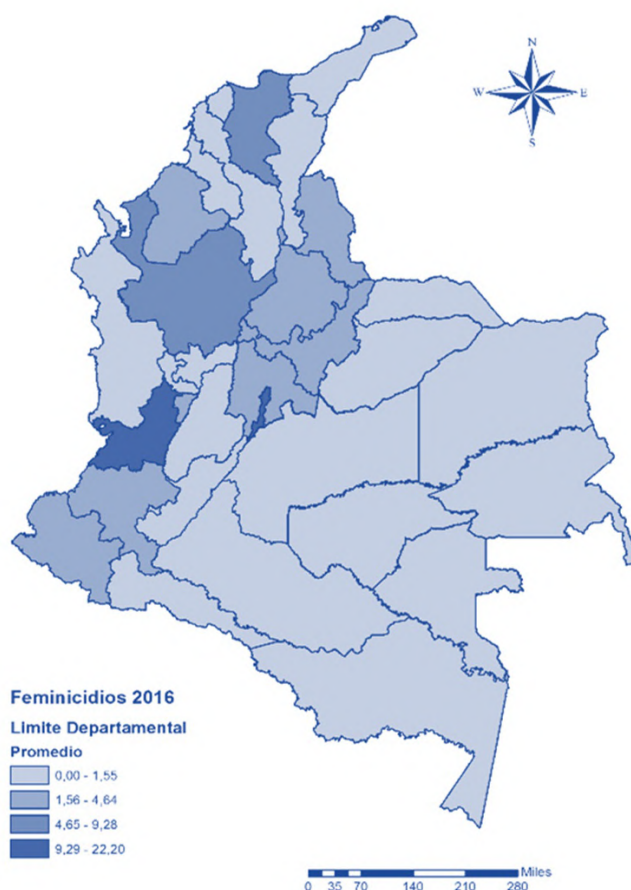 N
W E
S
Feminicidios 2016
Limite Departamental
Promedio
0,00 - 1,55
1,56 - 4,64
4,65 - 9,28
9,29 - 22,20
Miles
0 35 70 140 210 280